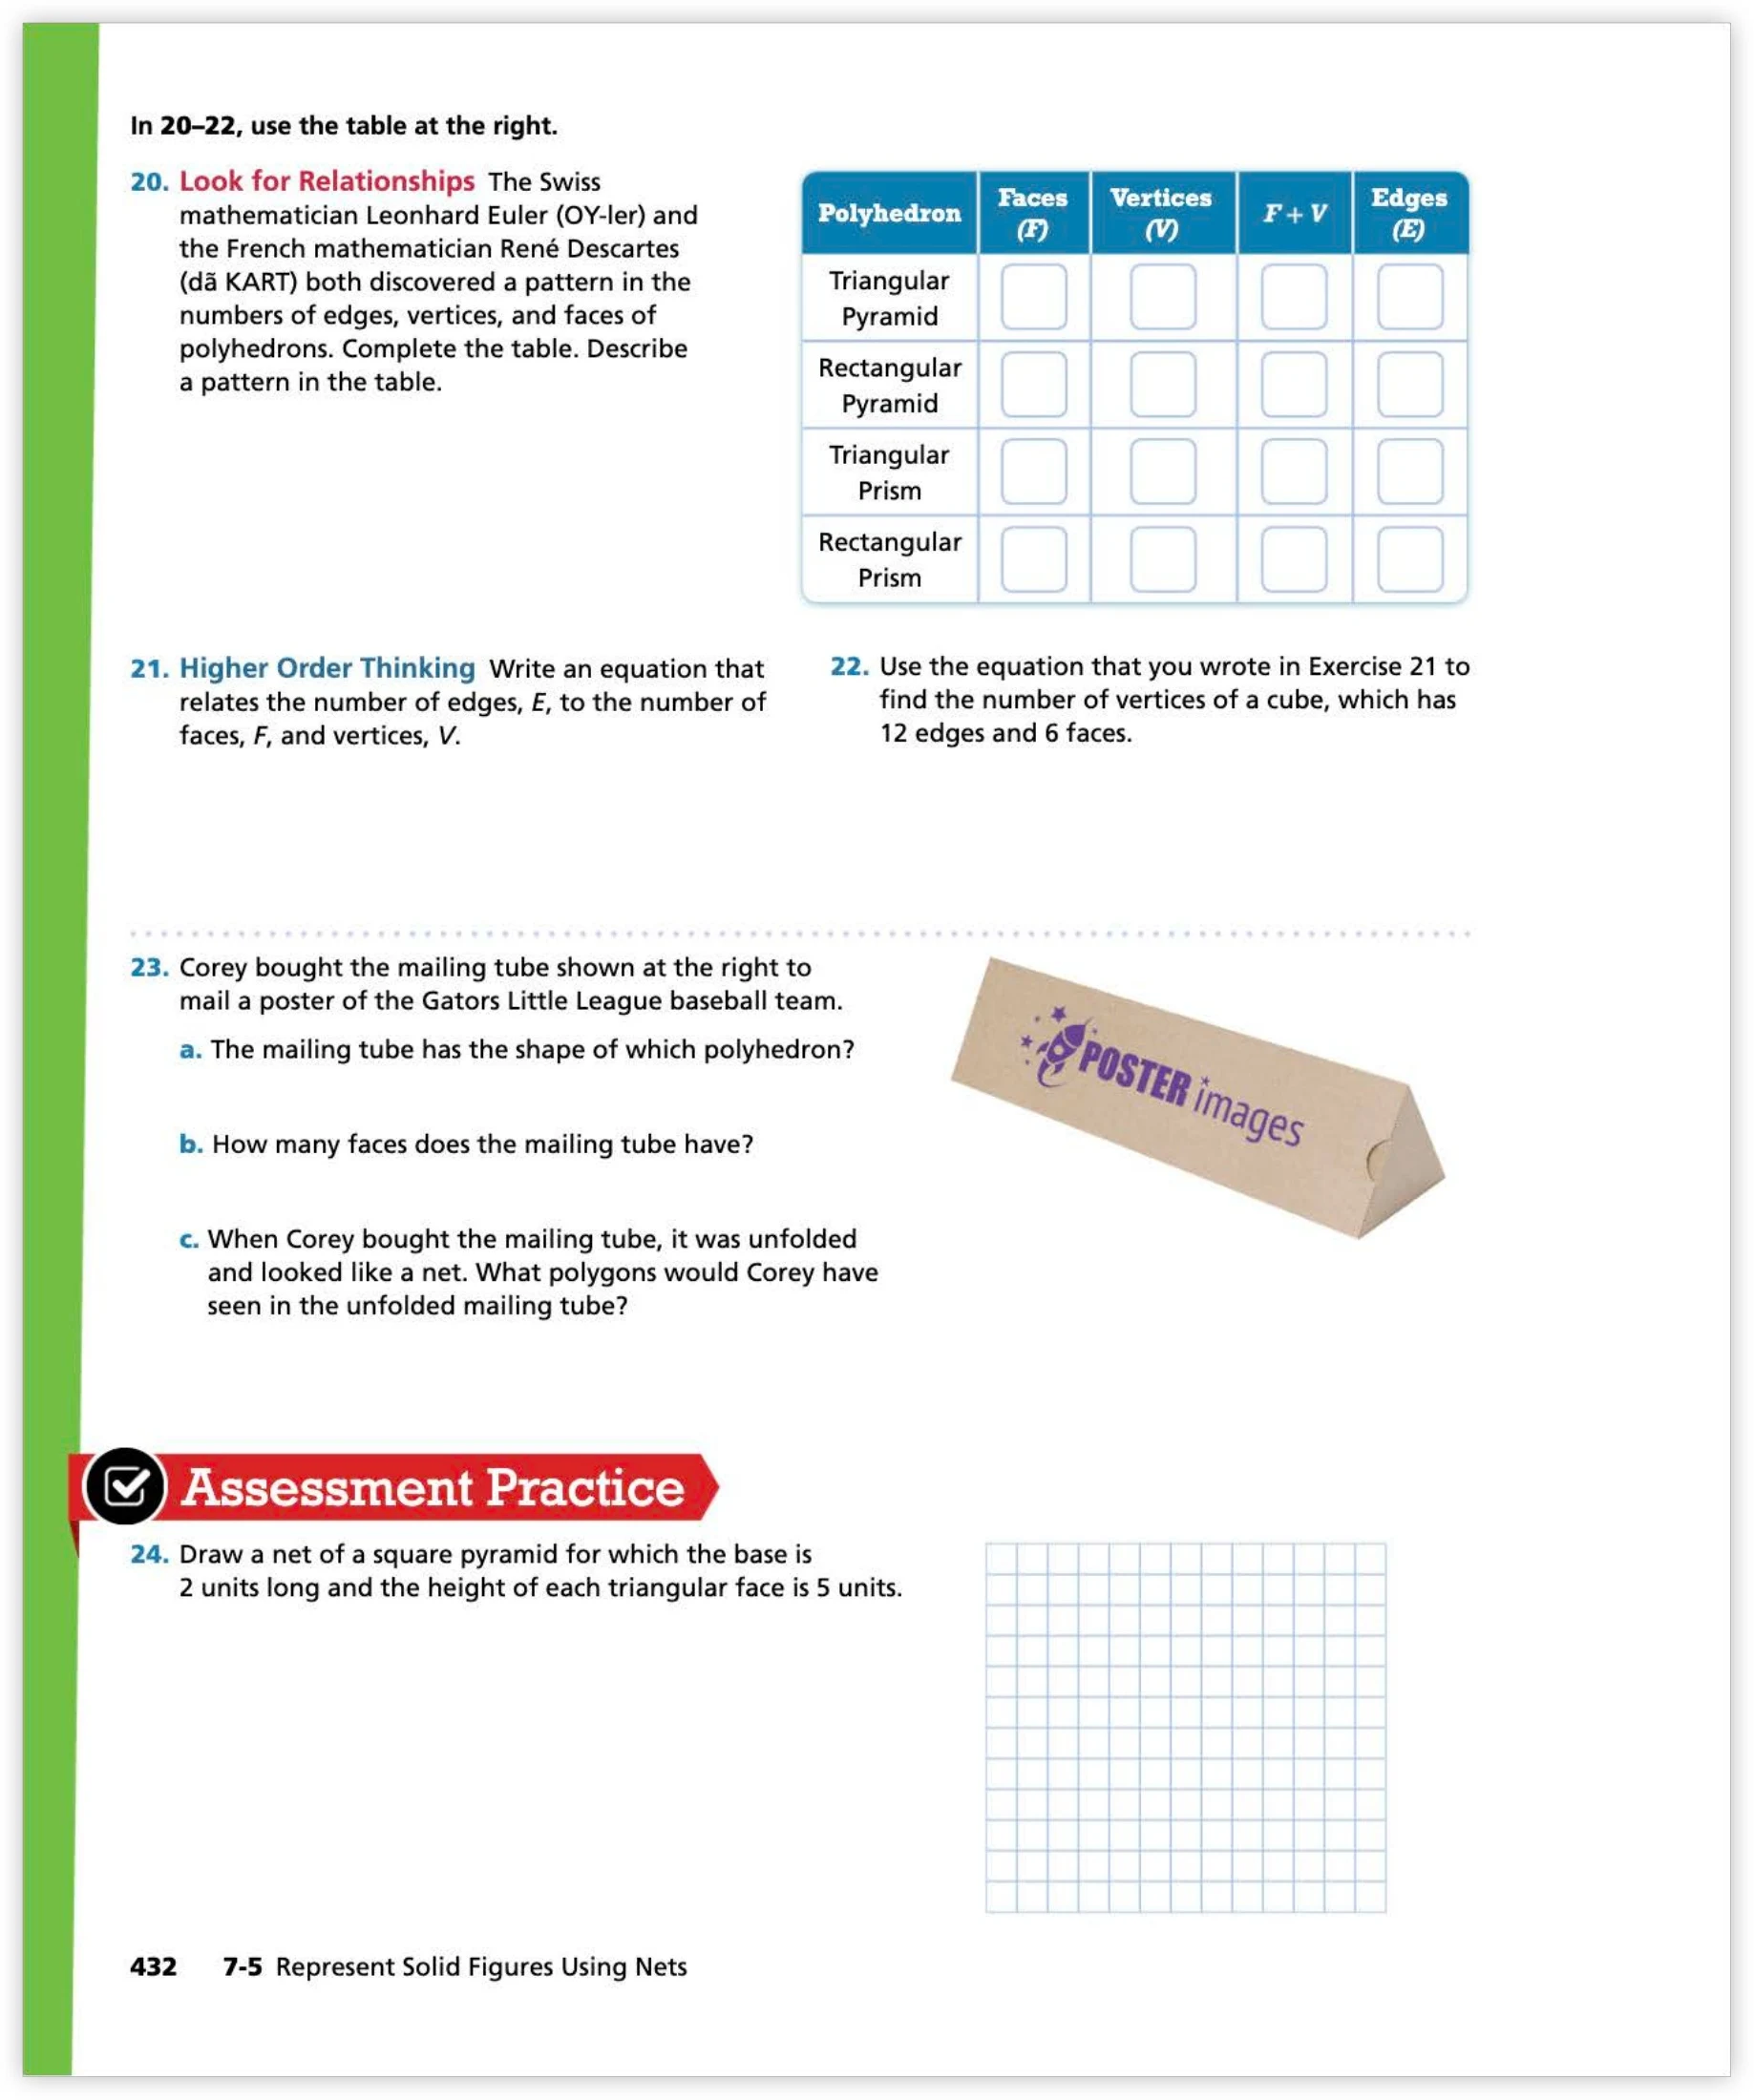 In 20–22, use the table at the right.
20. Look for Relationships The Swiss
mathematician Leonhard Euler (OY-ler) and
the French mathematician René Descartes
(dã KART) both discovered a pattern in the
numbers of edges, vertices, and faces of
polyhedrons. Complete the table. Describe
a pattern in the table.
Polyhedron Faces (F) Vertices (V) F + V Edges (E)
Triangular
Pyramid
Rectangular
Pyramid
Triangular
Prism
Rectangular
Prism
21. Higher Order Thinking Write an equation that
relates the number of edges, E, to the number of
faces, F, and vertices, V.
22. Use the equation that you wrote in Exercise 21 to
find the number of vertices of a cube, which has
12 edges and 6 faces.
23. Corey bought the mailing tube shown at the right to
mail a poster of the Gators Little League baseball team.
a. The mailing tube has the shape of which polyhedron?
b. How many faces does the mailing tube have?
c. When Corey bought the mailing tube, it was unfolded
and looked like a net. What polygons would Corey have
seen in the unfolded mailing tube?
POSTER images
Assessment Practice
24. Draw a net of a square pyramid for which the base is
2 units long and the height of each triangular face is 5 units.
432 7-5 Represent Solid Figures Using Nets